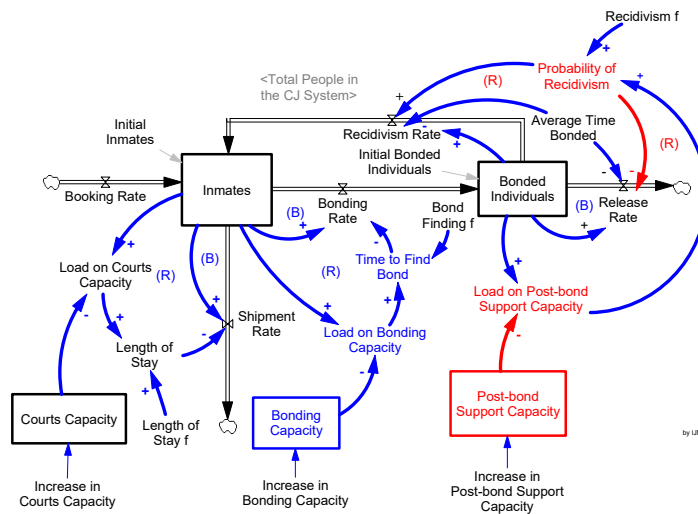 Recidivism f
Probability of
Recidivism
(R)
<Total People in
the CJ System>
+
+
+
Recidivism Rate
-
-
+
Average Time
Bonded
(R)
Initial
Inmates
Initial Bonded
Individuals
Inmates
Bonded
Individuals
Booking Rate
Bonding
Rate
(B)
+
-
Bond
Finding f
-
-
(B)
+
Release
Rate
+
(R)
(B)
+
Load on Courts
Capacity
(R)
Time to Find
Bond
+
+
Load on Post-bond
Support Capacity
-
+
+
-
Shipment
Rate
+
Load on Bonding
Capacity
-
Length of
Stay
+
-
Length of
Stay f
Courts Capacity
Bonding
Capacity
Post-bond
Support Capacity
Increase in
Courts Capacity
Increase in
Bonding Capacity
Increase in
Post-bond Support
Capacity